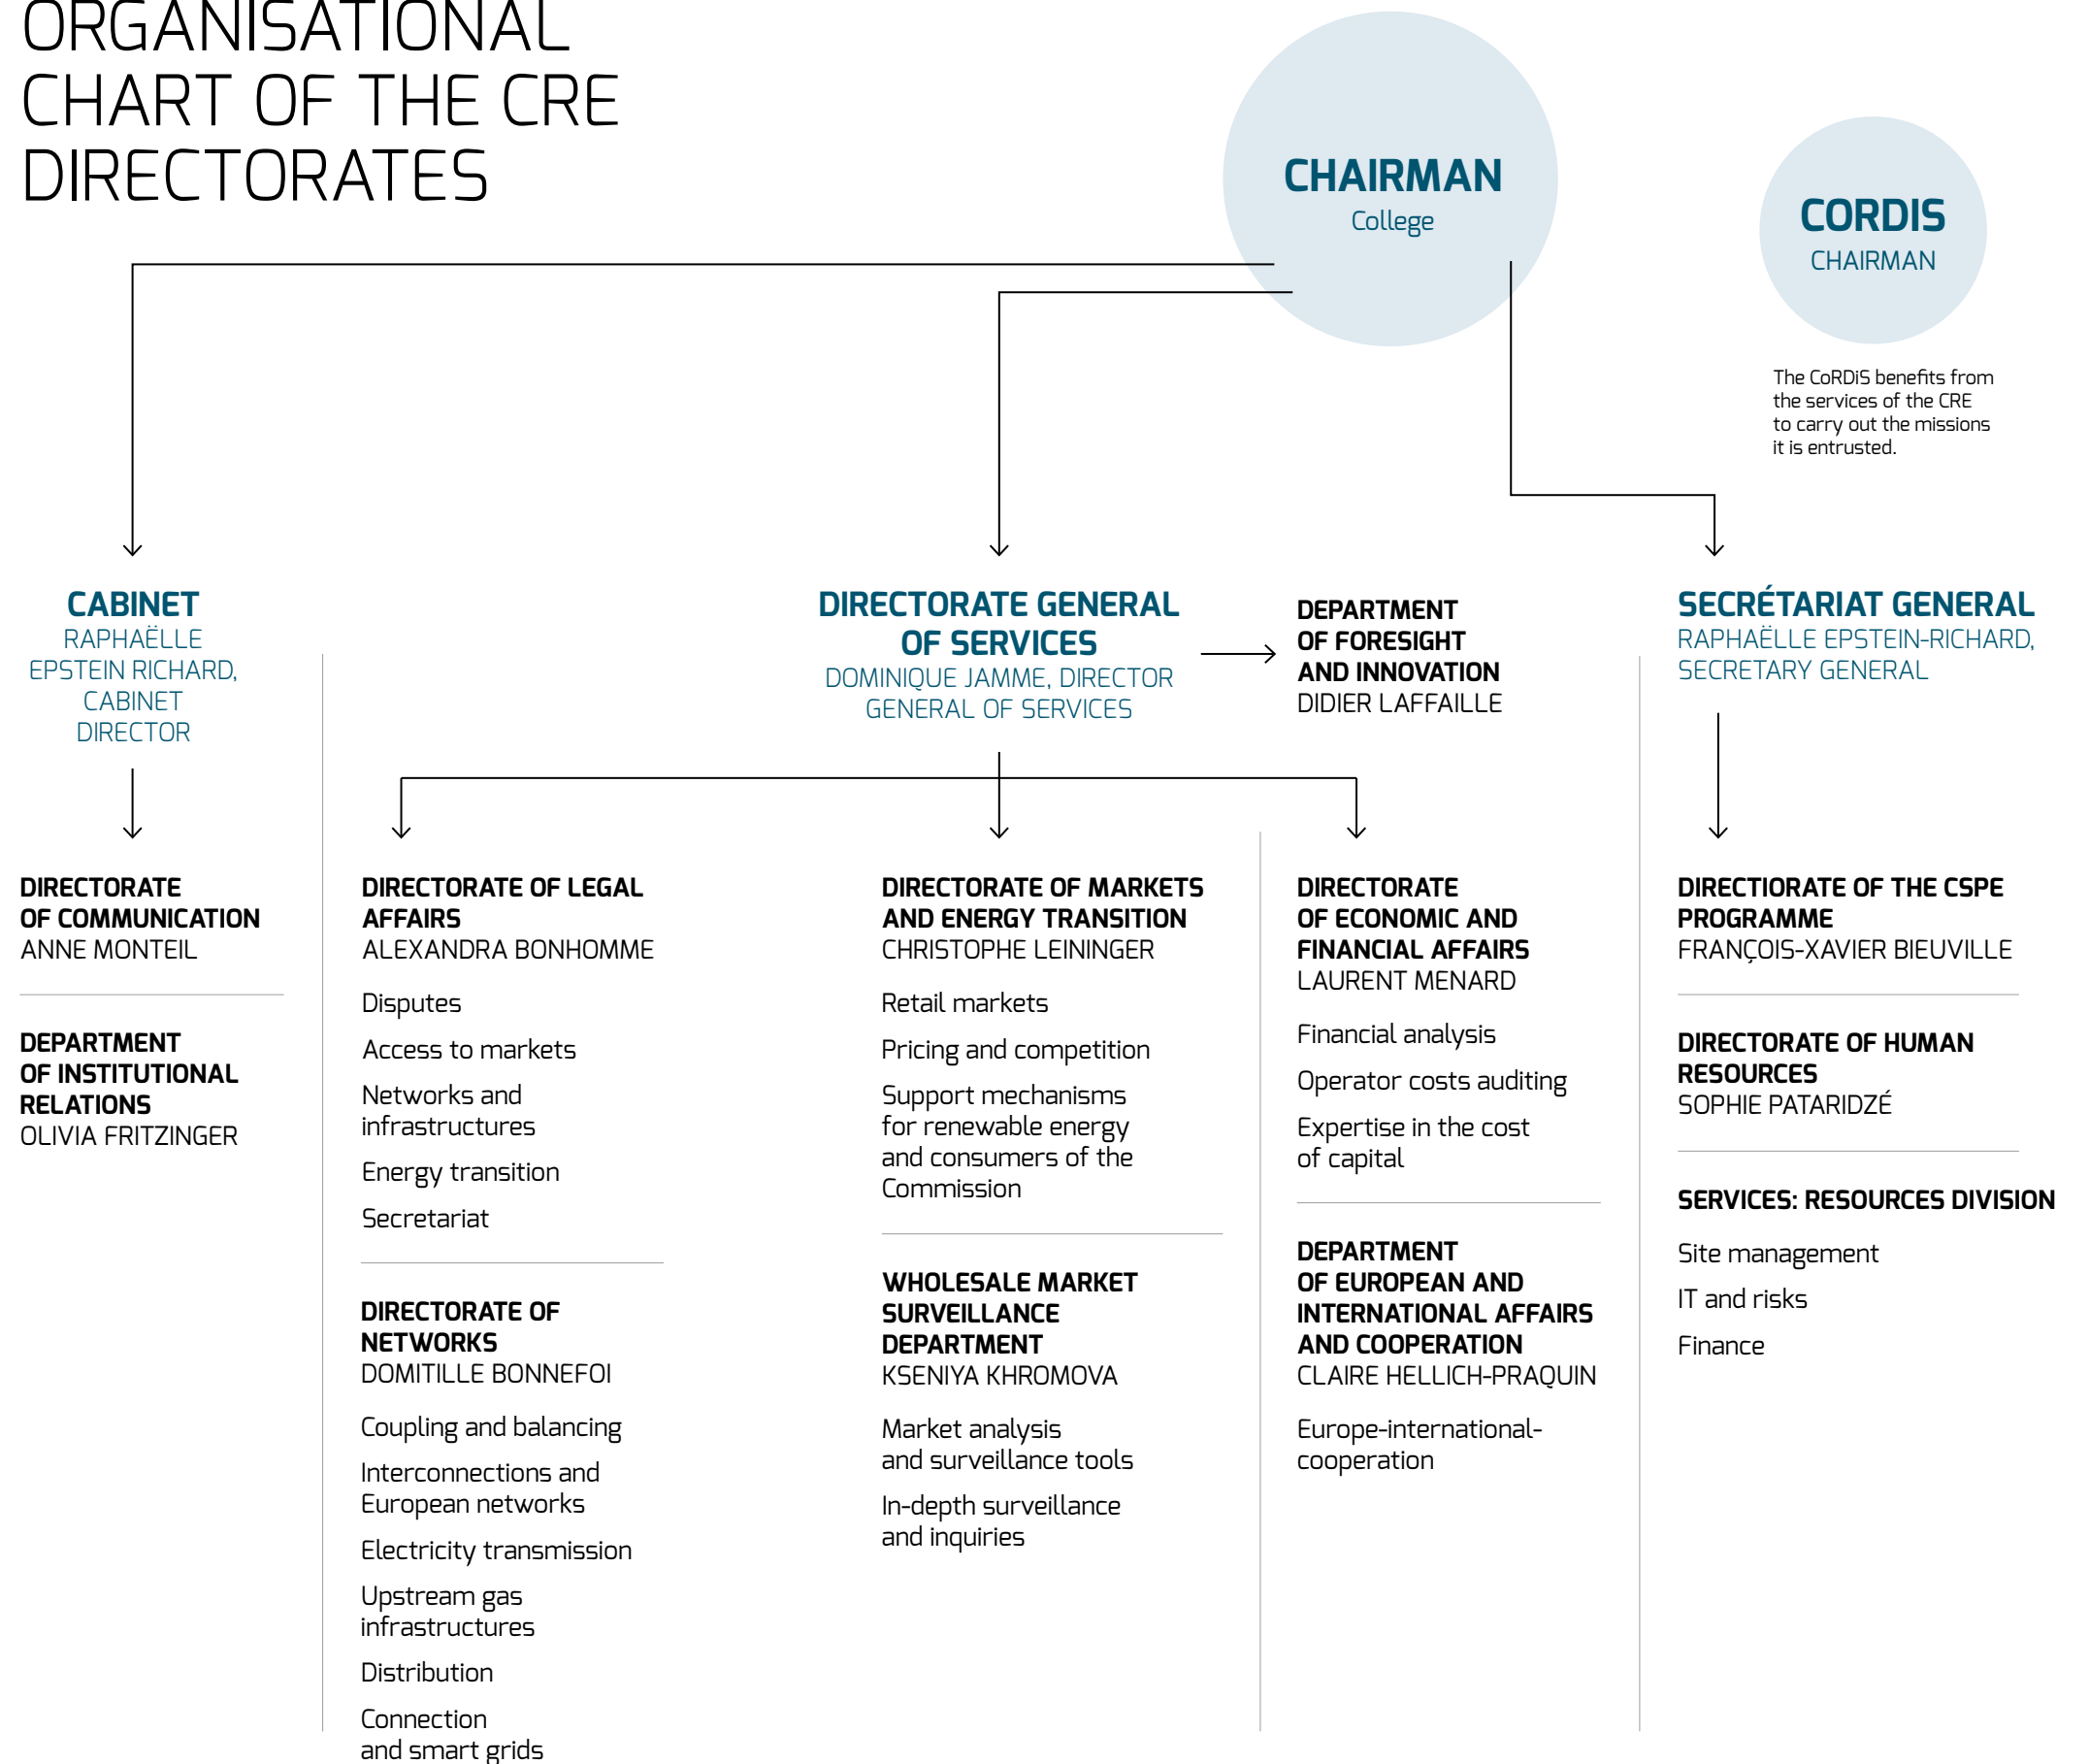 ORGANISATIONAL
CHART OF THE CRE
DIRECTORATES
CHAIRMAN
College
CORDIS
CHAIRMAN
The CoRDiS benefits from
the services of the CRE
to carry out the missions
it is entrusted.
CABINET
RAPHAËLLE
EPSTEIN RICHARD,
CABINET
DIRECTOR
DIRECTORATE GENERAL
OF SERVICES
DOMINIQUE JAMME, DIRECTOR
GENERAL OF SERVICES
DEPARTMENT
OF FORESIGHT
AND INNOVATION
DIDIER LAFFAILLE
SECRÉTARIAT GENERAL
RAPHAËLLE EPSTEIN-RICHARD,
SECRETARY GENERAL
DIRECTORATE
OF COMMUNICATION
ANNE MONTEIL
DEPARTMENT
OF INSTITUTIONAL
RELATIONS
OLIVIA FRITZINGER
DIRECTORATE OF LEGAL
AFFAIRS
ALEXANDRA BONHOMME
Disputes
Access to markets
Networks and
infrastructures
Energy transition
Secretariat
DIRECTORATE OF
NETWORKS
DOMITILLE BONNEFOI
Coupling and balancing
Interconnections and
European networks
Electricity transmission
Upstream gas
infrastructures
Distribution
Connection
and smart grids
DIRECTORATE OF MARKETS
AND ENERGY TRANSITION
CHRISTOPHE LEININGER
Retail markets
Pricing and competition
Support mechanisms
for renewable energy
and consumers of the
Commission
WHOLESALE MARKET
SURVEILLANCE
DEPARTMENT
KSENIYA KHROMOVA
Market analysis
and surveillance tools
In-depth surveillance
and inquiries
DIRECTORATE
OF ECONOMIC AND
FINANCIAL AFFAIRS
LAURENT MENARD
Financial analysis
Operator costs auditing
Expertise in the cost
of capital
DEPARTMENT
OF EUROPEAN AND
INTERNATIONAL AFFAIRS
AND COOPERATION
CLAIRE HELLICH-PRAQUIN
Europe-international-
cooperation
DIRECTIORATE OF THE CSPE
PROGRAMME
FRANÇOIS-XAVIER BIEUVILLE
DIRECTORATE OF HUMAN
RESOURCES
SOPHIE PATARIDZÉ
SERVICES: RESOURCES DIVISION
Site management
IT and risks
Finance